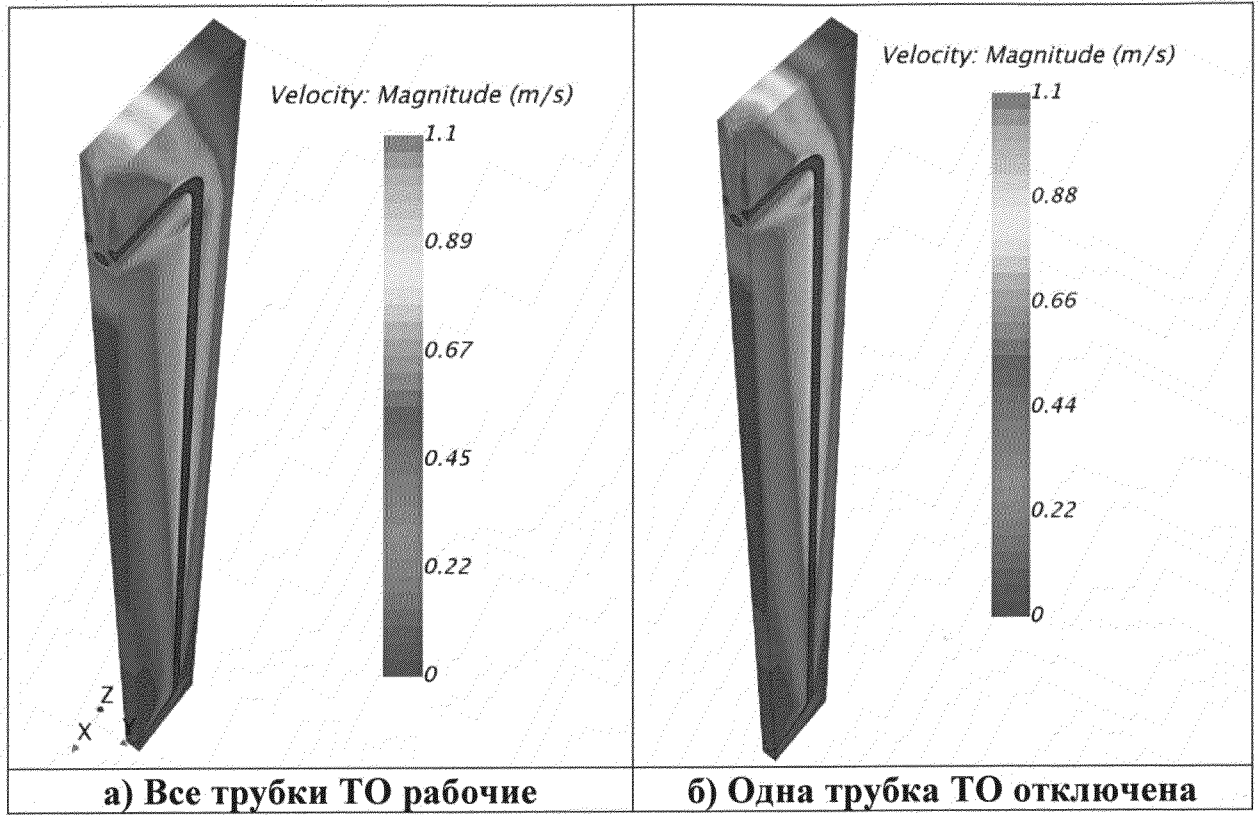 Velocity: Magnitude (m/s)
1.1
0.89
0.67
0.45
0.22
0
Z
X
Y
а) Все трубки ТО рабочие
Velocity: Magnitude (m/s)
1.1
0.88
0.66
0.44
0.22
0
б) Одна трубка ТО отключена